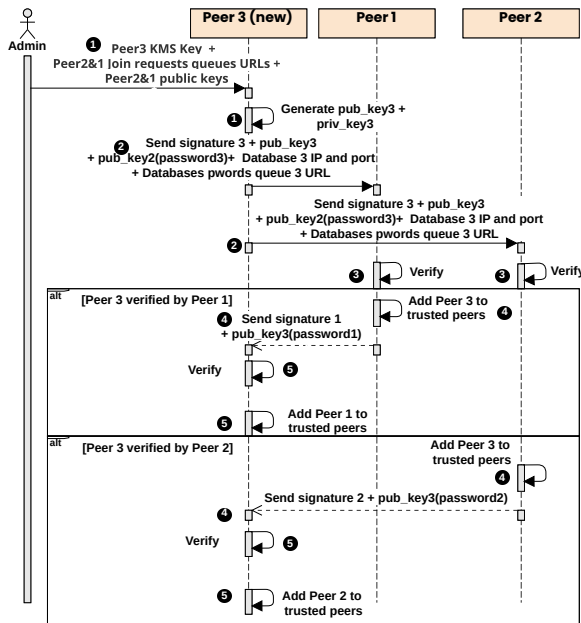 Peer 3 (new)
Peer 1
Peer 2
Admin
1
Peer3 KMS Key +
Peer2&1 Join requests queues URLs +
Peer2&1 public keys
1
Generate pub_key3 +
priv_key3
2
Send signature 3 + pub_key3
+ pub_key2(password3)+ Database 3 IP and port
+ Databases pwords queue 3 URL
Send signature 3 + pub_key3
+ pub_key2(password3)+ Database 3 IP and port
+ Databases pwords queue 3 URL
2
3
Verify
3
Verify
alt
[Peer 3 verified by Peer 1]
Add Peer 3 to
trusted peers
4
4
Send signature 1
+ pub_key3(password1)
Verify
5
5
Add Peer 1 to
trusted peers
alt
[Peer 3 verified by Peer 2]
Add Peer 3 to
trusted peers
4
Send signature 2 + pub_key3(password2)
4
Verify
5
5
Add Peer 2 to
trusted peers